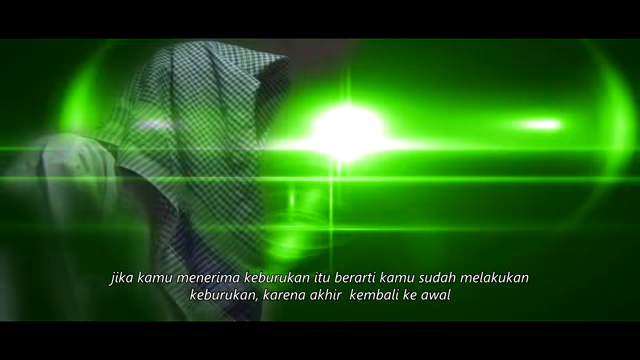 jika kamu menerima keburukan itu berarti kamu sudah melakukan
keburukan, karena akhir  kembali ke awal